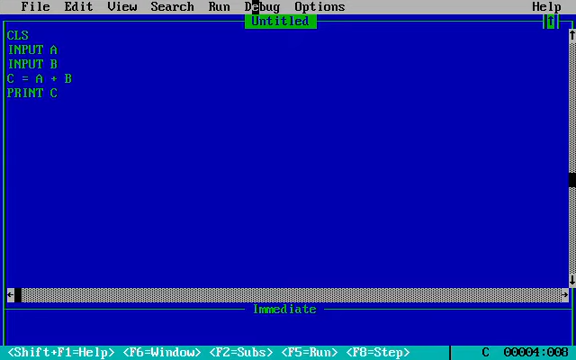 File Edit View Search Run Debug Options Help
Untitled
CLS
INPUT A
INPUT B
C = A + B
PRINT C
Immediate
<Shift+F1=Help> <F6=Window> <F2=Subs> <F5=Run> <F8=Step> C 00004:008